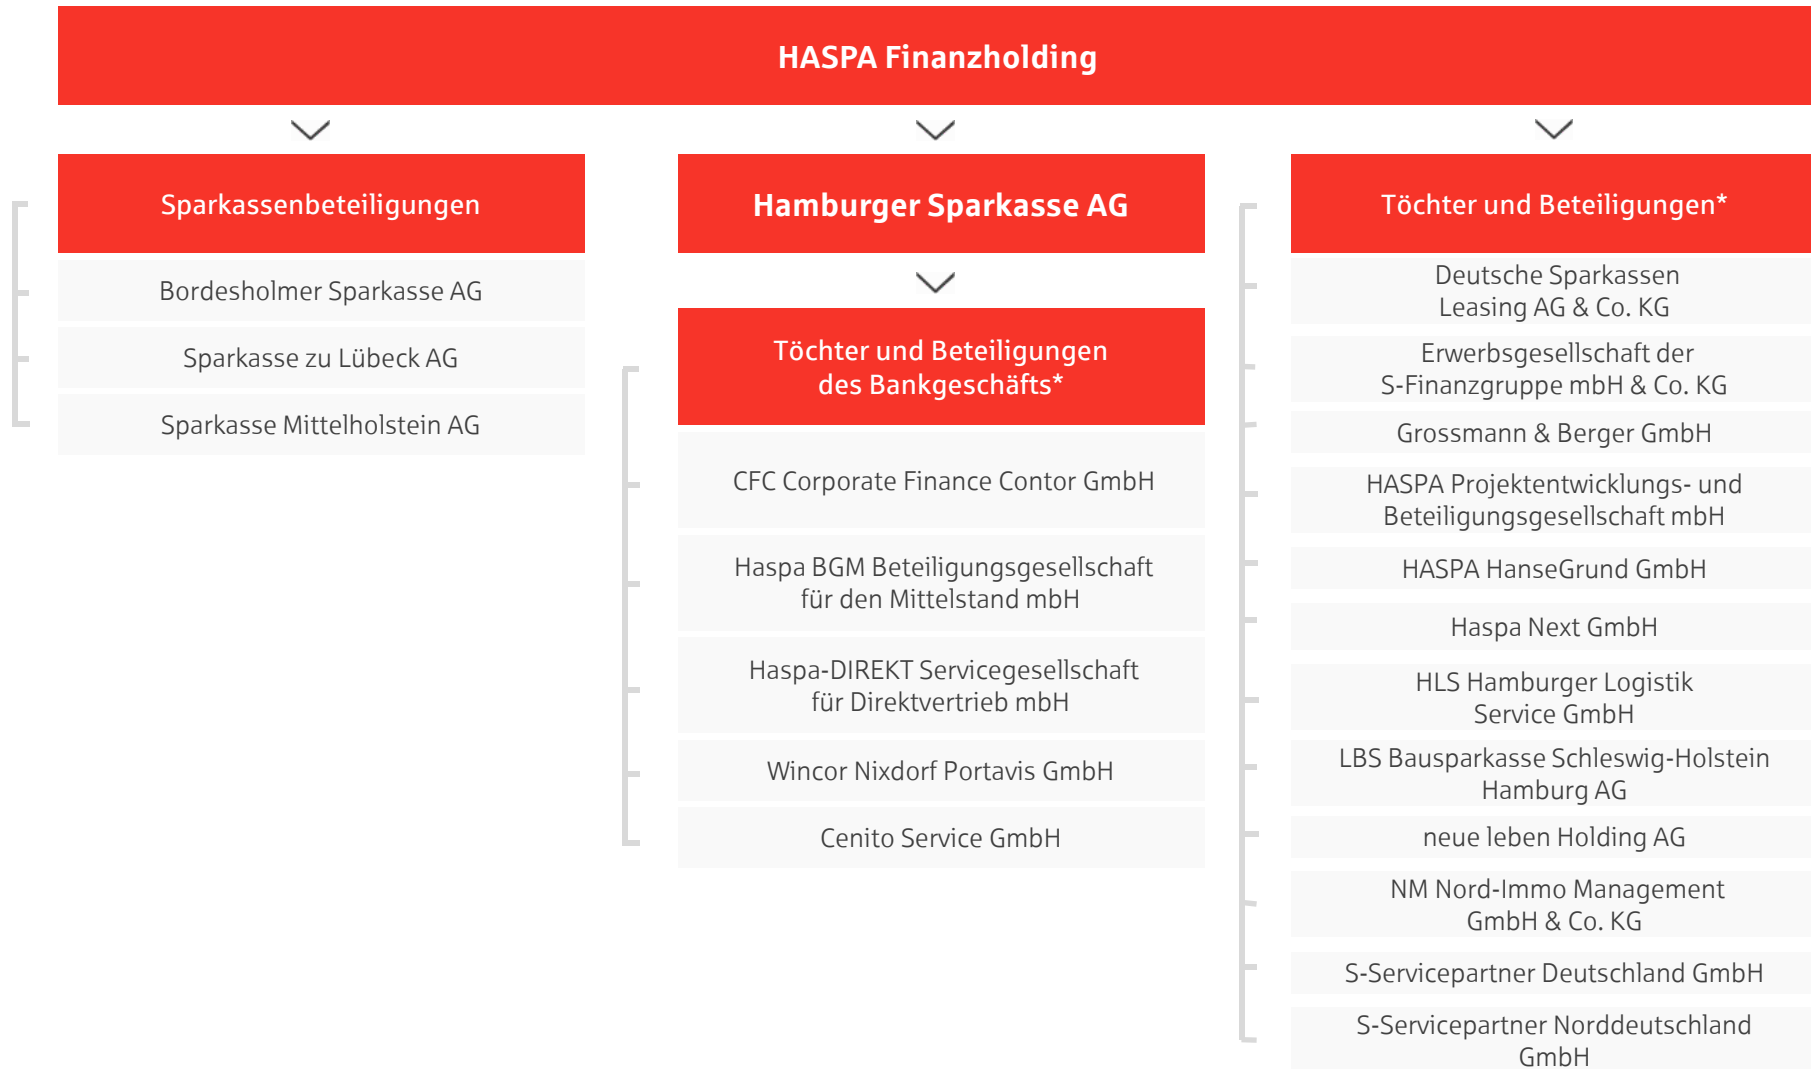 HASPA Finanzholding
Sparkassenbeteiligungen
Bordesholmer Sparkasse AG
Sparkasse zu Lübeck AG
Sparkasse Mittelholstein AG
Hamburger Sparkasse AG
Töchter und Beteiligungen
des Bankgeschäfts*
CFC Corporate Finance Contor GmbH
Haspa BGM Beteiligungsgesellschaft
für den Mittelstand mbH
Haspa-DIREKT Servicegesellschaft
für Direktvertrieb mbH
Wincor Nixdorf Portavis GmbH
Cenito Service GmbH
Töchter und Beteiligungen*
Deutsche Sparkassen
Leasing AG & Co. KG
Erwerbsgesellschaft der
S-Finanzgruppe mbH & Co. KG
Grossmann & Berger GmbH
HASPA Projektentwicklungs- und
Beteiligungsgesellschaft mbH
HASPA HanseGrund GmbH
Haspa Next GmbH
HLS Hamburger Logistik
Service GmbH
LBS Bausparkasse Schleswig-Holstein
Hamburg AG
neue leben Holding AG
NM Nord-Immo Management
GmbH & Co. KG
S-Servicepartner Deutschland GmbH
S-Servicepartner Norddeutschland
GmbH